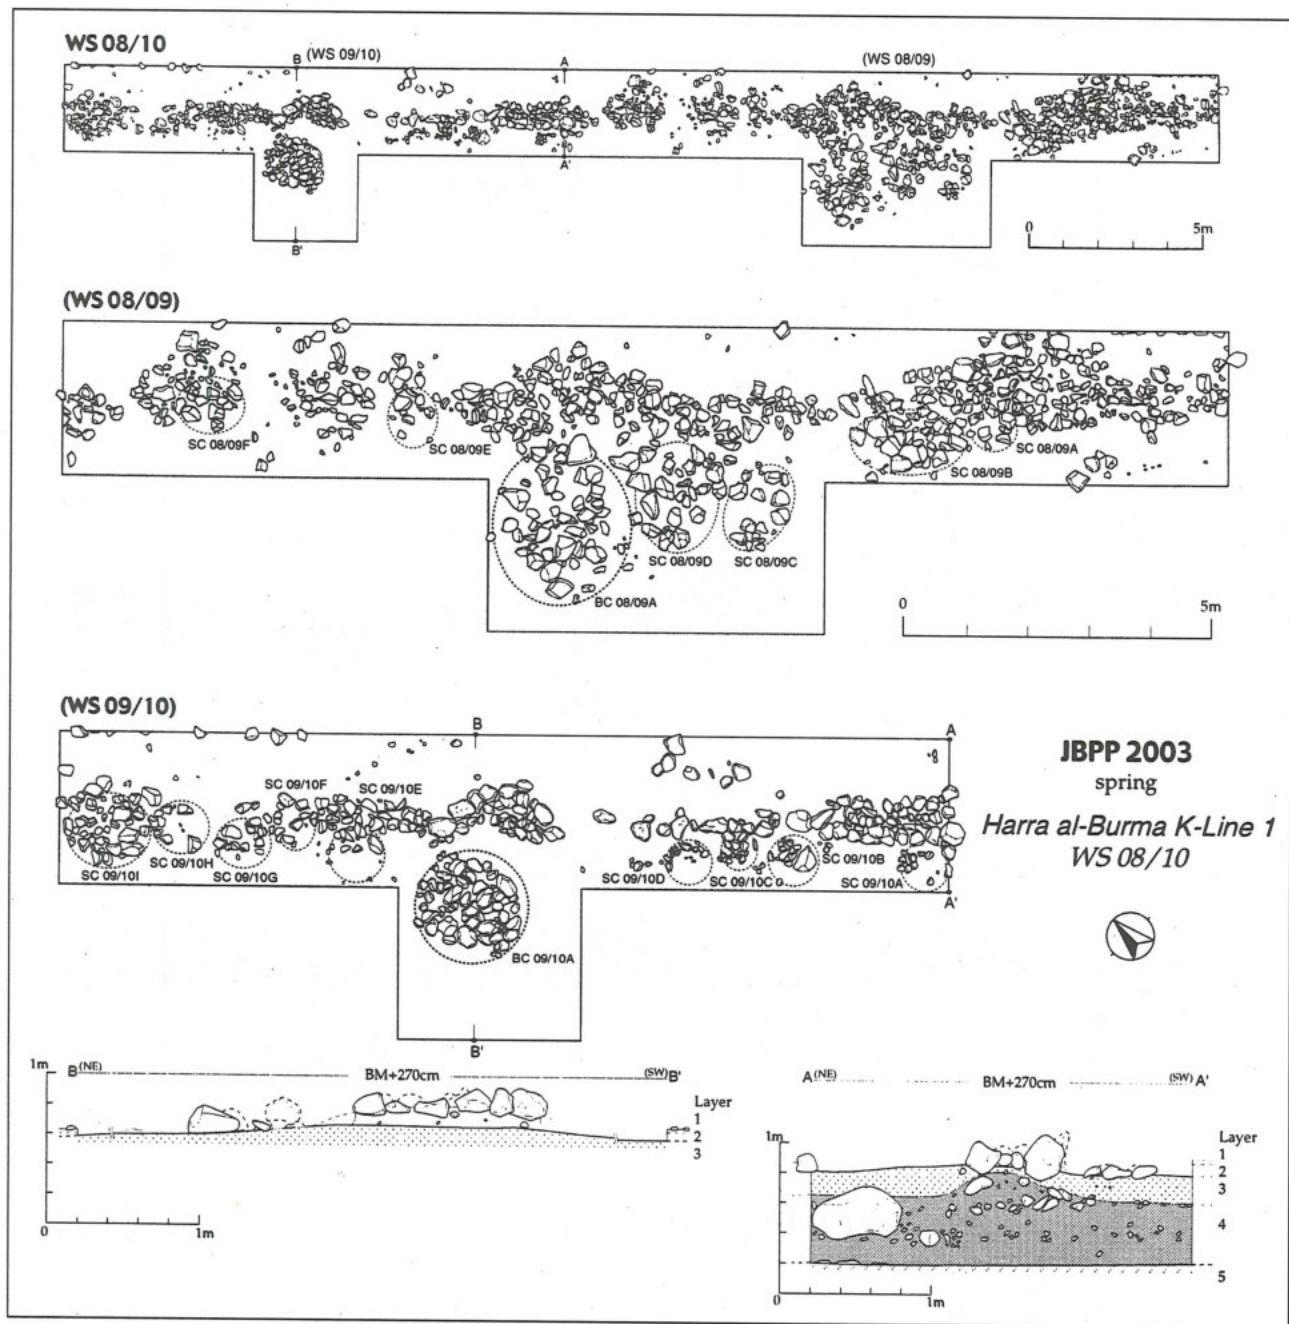 WS 08/10
B (WS 09/10) A (WS 08/09)
A'
B'
0 5m
(WS 08/09)
SC 08/09F SC 08/09E SC 08/09A
SC 08/09B
SC 08/09D SC 08/09C
BC 08/09A
0 5m
(WS 09/10)
B A
SC 09/10F SC 09/10E
SC 09/10H SC 09/10B
SC 09/10I SC 09/10G SC 09/10D SC 09/10C SC 09/10A
A'
BC 09/10A
B'
JBPP 2003
spring
Harra al-Burma K-Line 1
WS 08/10
1m B (NE) BM+270cm (SW) B'
Layer
1
2
3
0 1m
A (NE) BM+270cm (SW) A'
1m Layer
1
2
3
4
5
0 1m